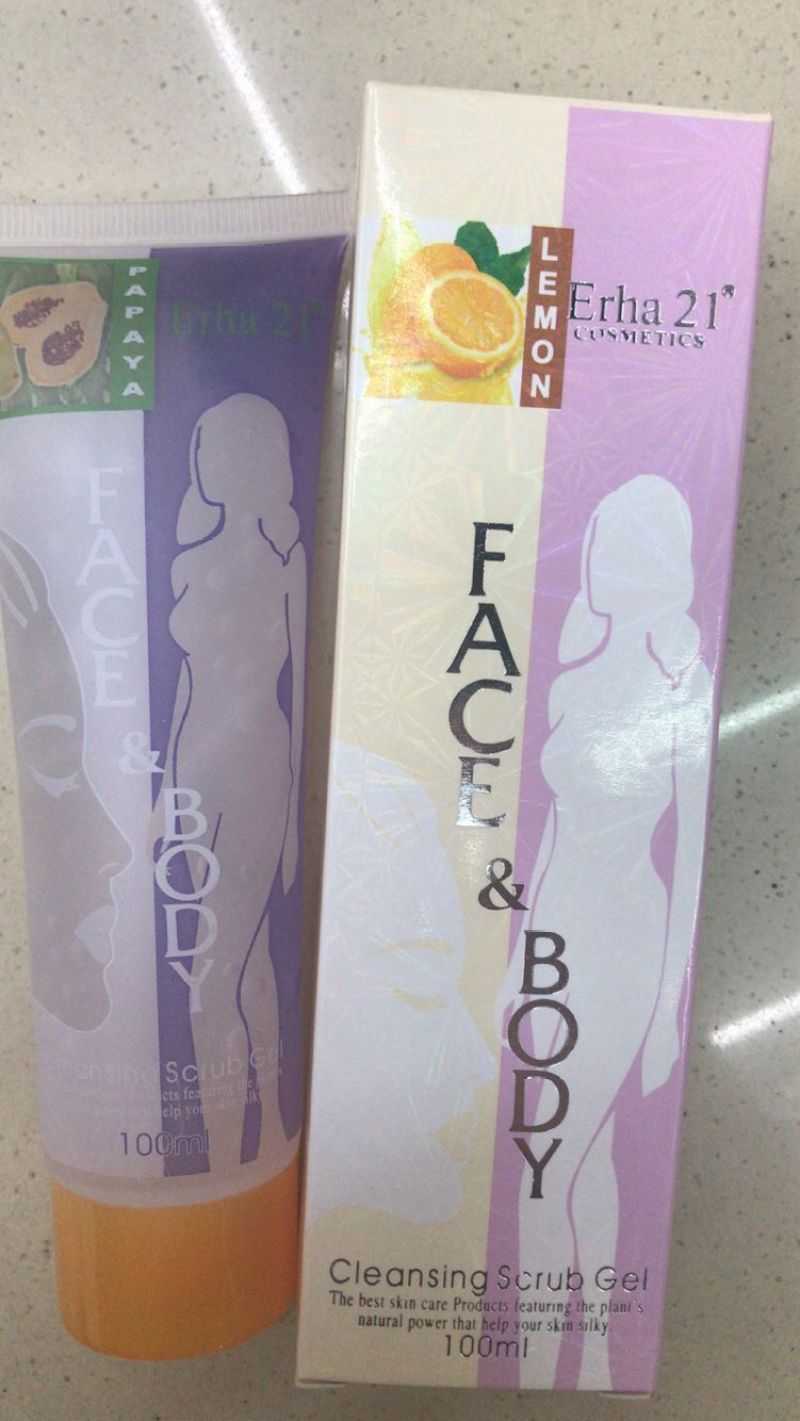 PAPAYA
Erha 21
FACE
&
BODY
Cleansing Scrub Gel
100ml
LEMON
Erha 21®
COSMETICS
FACE
&
BODY
Cleansing Scrub Gel
The best skin care Products featuring the plant's
natural power that help your skin silky.
100ml